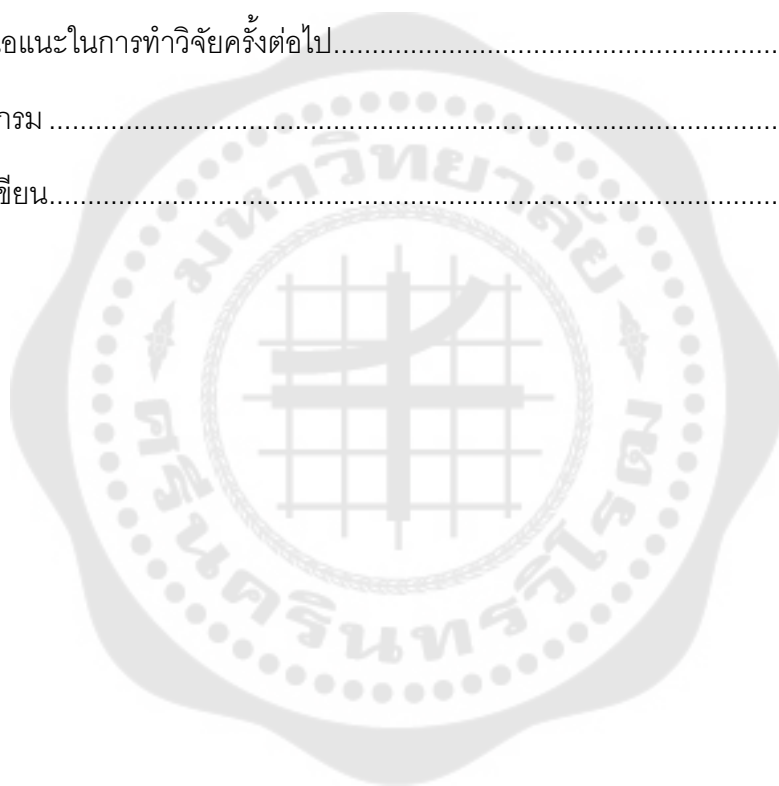 นอแนะในการทำวิจัยครั้งต่อไป...........................................................................
กรม ...........................................................................................................
ขียน...........................................................................................................
มหาวิทยาลัย
ศรีนครินทรวิโรฒ